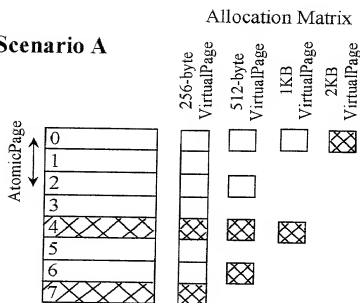 Allocation Matrix
Scenario A
256-byte
VirtualPage
512-byte
VirtualPage
1KB
VirtualPage
2KB
VirtualPage
AtomicPage
0
1
2
3
4
5
6
7